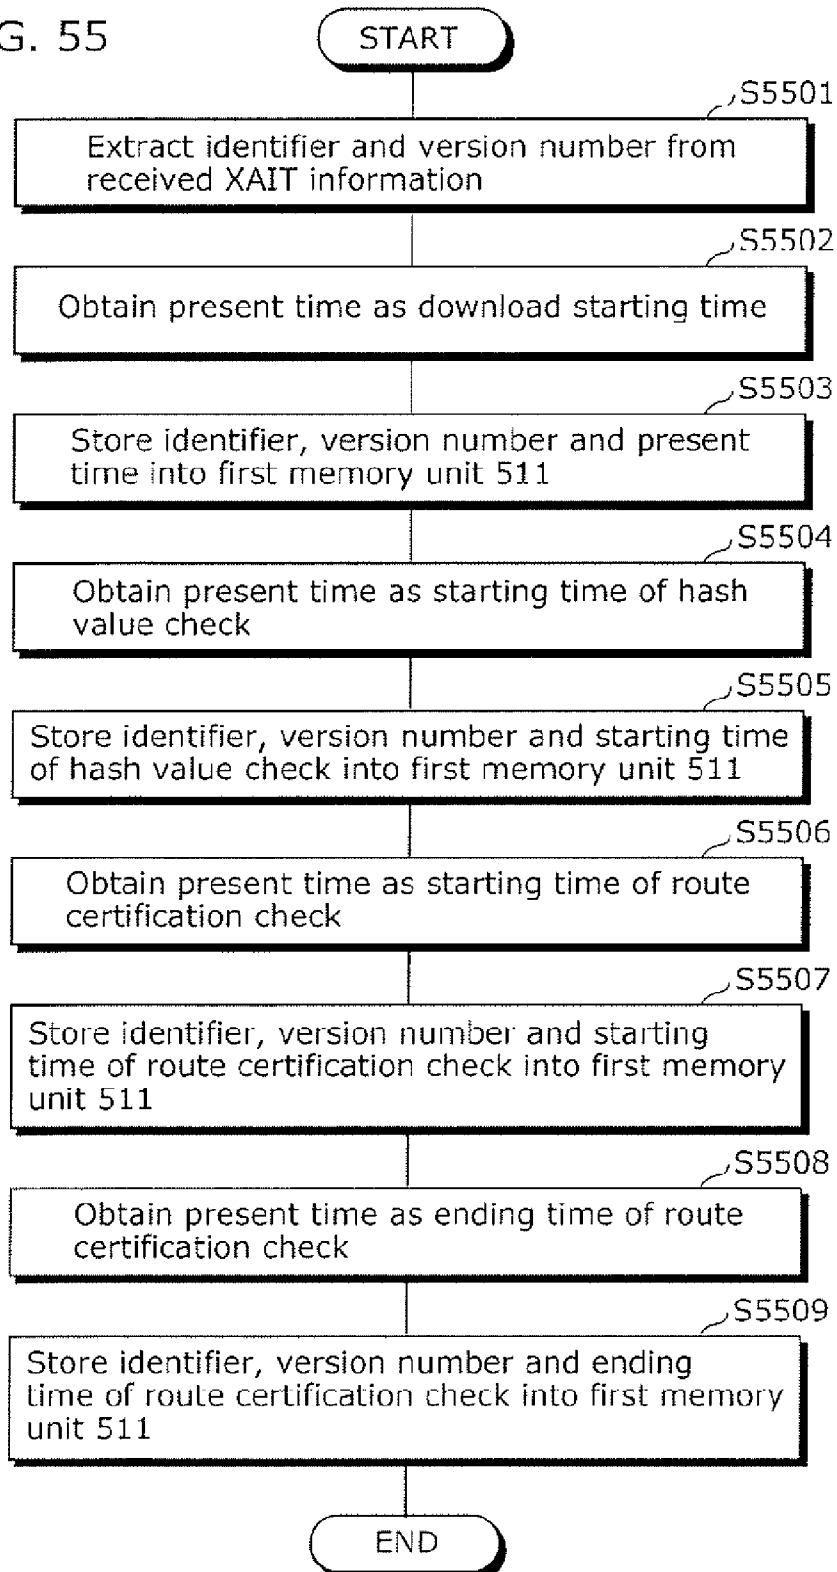 G. 55
START
S5501
Extract identifier and version number from
received XAIT information
S5502
Obtain present time as download starting time
S5503
Store identifier, version number and present
time into first memory unit 511
S5504
Obtain present time as starting time of hash
value check
S5505
Store identifier, version number and starting time
of hash value check into first memory unit 511
S5506
Obtain present time as starting time of route
certification check
S5507
Store identifier, version number and starting
time of route certification check into first memory
unit 511
S5508
Obtain present time as ending time of route
certification check
S5509
Store identifier, version number and ending
time of route certification check into first memory
unit 511
END